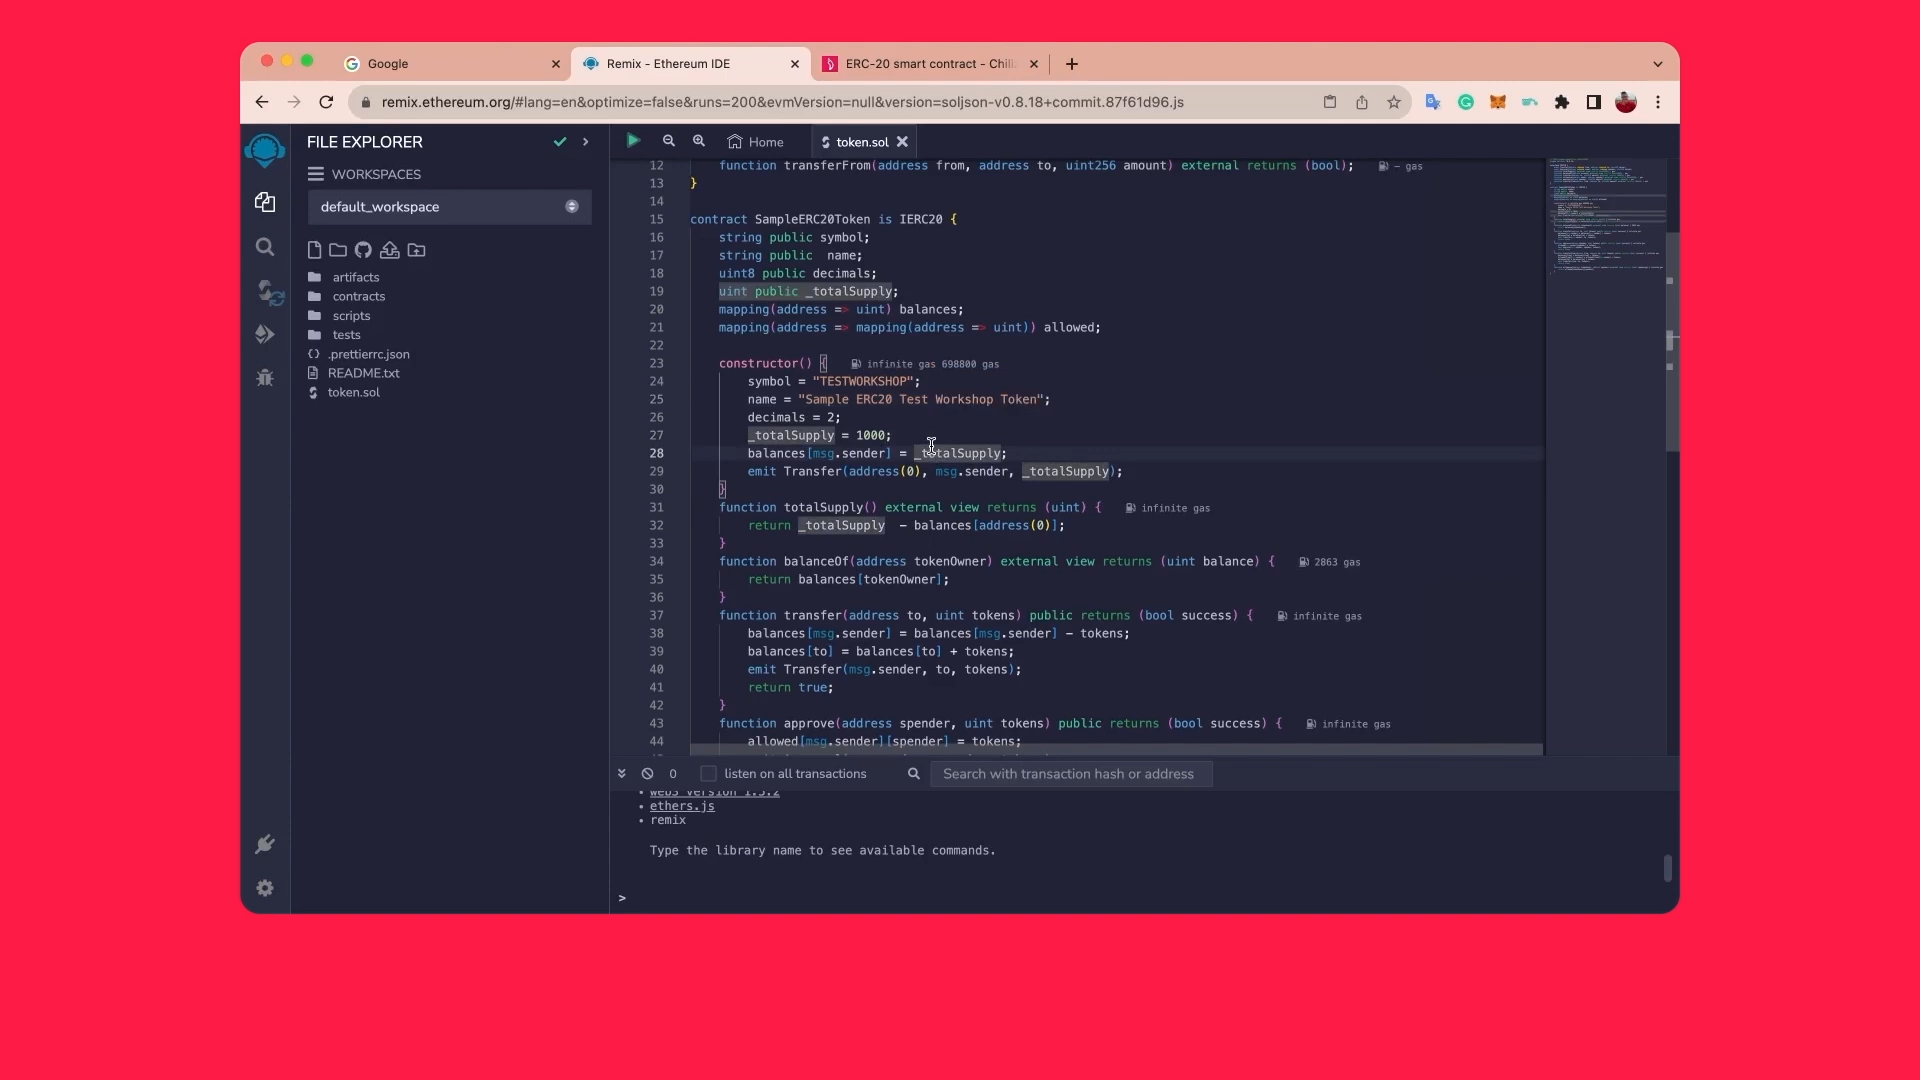 Google
Remix - Ethereum IDE
ERC-20 smart contract - Chili
remix.ethereum.org/#lang=en&optimize=false&runs=200&evmVersion=null&version=soljson-v0.8.18+commit.87f61d96.js
FILE EXPLORER
WORKSPACES
default_workspace
artifacts
contracts
scripts
tests
.prettierrc.json
README.txt
token.sol
Home
token.sol
12 function transferFrom(address from, address to, uint256 amount) external returns (bool); – gas
13 }
14
15 contract SampleERC20Token is IERC20 {
16 string public symbol;
17 string public  name;
18 uint8 public decimals;
19 uint public _totalSupply;
20 mapping(address => uint) balances;
21 mapping(address => mapping(address => uint)) allowed;
22
23 constructor() { infinite gas 698800 gas
24 symbol = "TESTWORKSHOP";
25 name = "Sample ERC20 Test Workshop Token";
26 decimals = 2;
27 _totalSupply = 1000;
28 balances[msg.sender] = _totalSupply;
29 emit Transfer(address(0), msg.sender, _totalSupply);
30 }
31 function totalSupply() external view returns (uint) { infinite gas
32 return _totalSupply  - balances[address(0)];
33 }
34 function balanceOf(address tokenOwner) external view returns (uint balance) { 2863 gas
35 return balances[tokenOwner];
36 }
37 function transfer(address to, uint tokens) public returns (bool success) { infinite gas
38 balances[msg.sender] = balances[msg.sender] - tokens;
39 balances[to] = balances[to] + tokens;
40 emit Transfer(msg.sender, to, tokens);
41 return true;
42 }
43 function approve(address spender, uint tokens) public returns (bool success) { infinite gas
44 allowed[msg.sender][spender] = tokens;
0
listen on all transactions
Search with transaction hash or address
• web3 version 1.5.2
• ethers.js
• remix
Type the library name to see available commands.
>